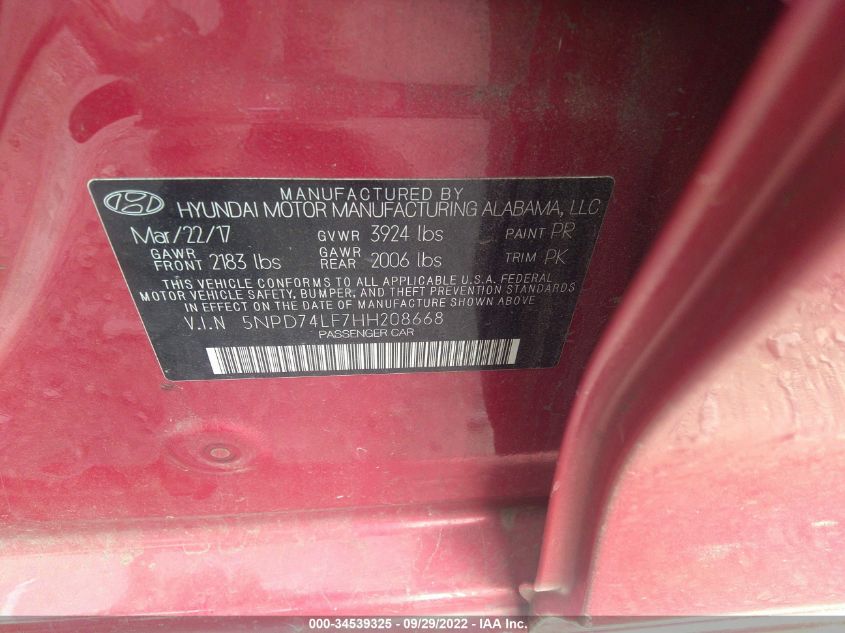 MANUFACTURED BY
HYUNDAI MOTOR MANUFACTURING ALABAMA, LLC
Mar/22/17 GVWR 3924 lbs PAINT PR
GAWR FRONT 2183 lbs GAWR REAR 2006 lbs TRIM PK
THIS VEHICLE CONFORMS TO ALL APPLICABLE U.S.A. FEDERAL
MOTOR VEHICLE SAFETY, BUMPER, AND THEFT PREVENTION STANDARDS
IN EFFECT ON THE DATE OF MANUFACTURE SHOWN ABOVE
V.I.N 5NPD74LF7HH208668
PASSENGER CAR
000-34539325 - 09/29/2022 - IAA Inc.